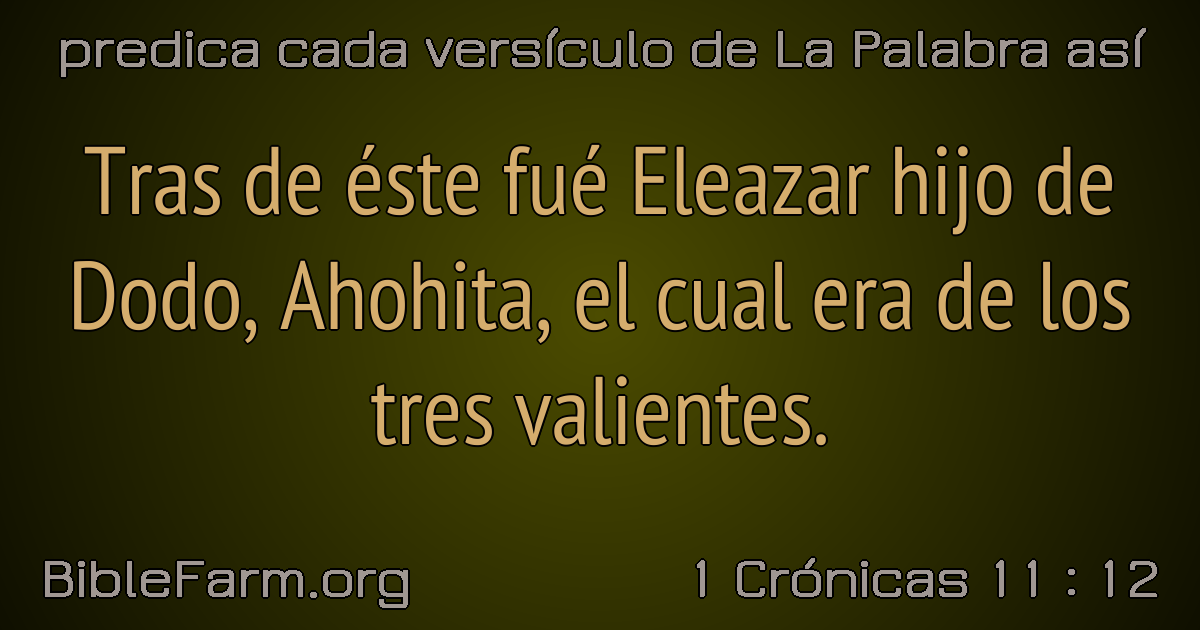 predica cada versículo de La Palabra así
Tras de éste fué Eleazar hijo de
Dodo, Ahohita, el cual era de los
tres valientes.
BibleFarm.org
1 Crónicas 11 : 12